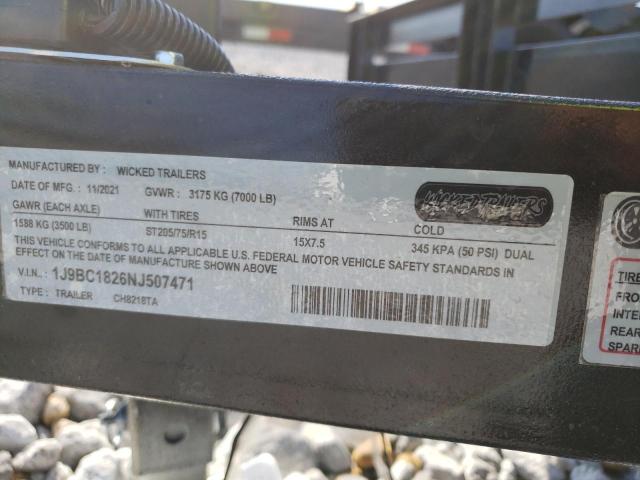 MANUFACTURED BY : WICKED TRAILERS
DATE OF MFG. : 11/2021 GVWR : 3175 KG (7000 LB)
GAWR (EACH AXLE) WITH TIRES RIMS AT COLD
1588 KG (3500 LB) ST205/75/R15 15X7.5 345 KPA (50 PSI) DUAL
THIS VEHICLE CONFORMS TO ALL APPLICABLE U.S. FEDERAL MOTOR VEHICLE SAFETY STANDARDS IN
EFFECT ON THE DATE OF MANUFACTURE SHOWN ABOVE
V.I.N. : 1J9BC1826NJ507471
TYPE : TRAILER CH8218TA
TIRE
FRO
INTER
REAR
SPAR